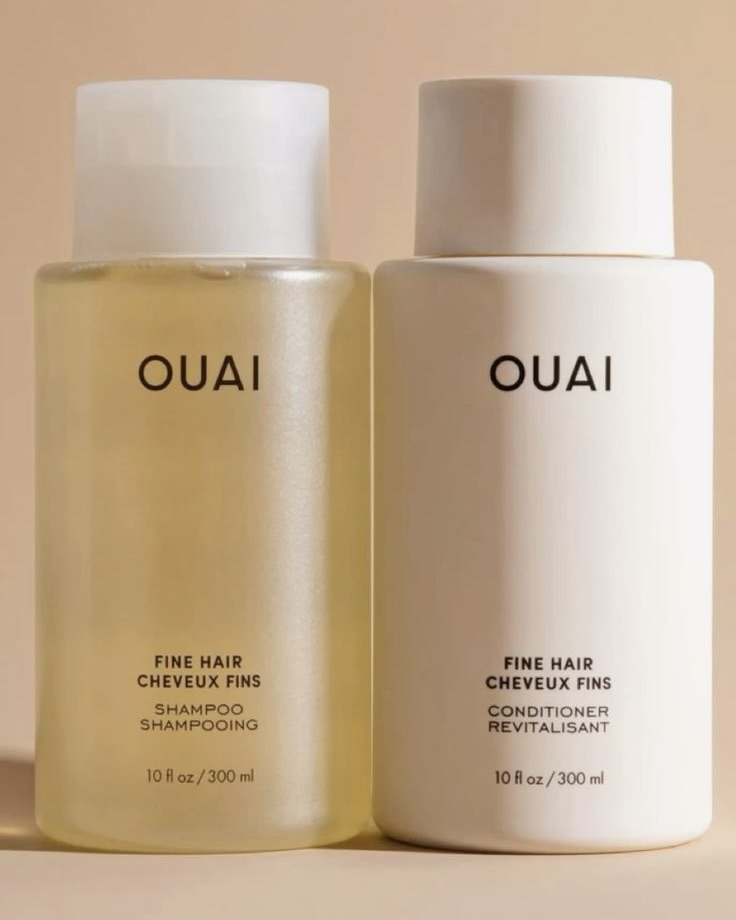 OUAI
FINE HAIR
CHEVEUX FINS
SHAMPOO
SHAMPOOING
10 fl oz / 300 ml
OUAI
FINE HAIR
CHEVEUX FINS
CONDITIONER
REVITALISANT
10 fl oz / 300 ml